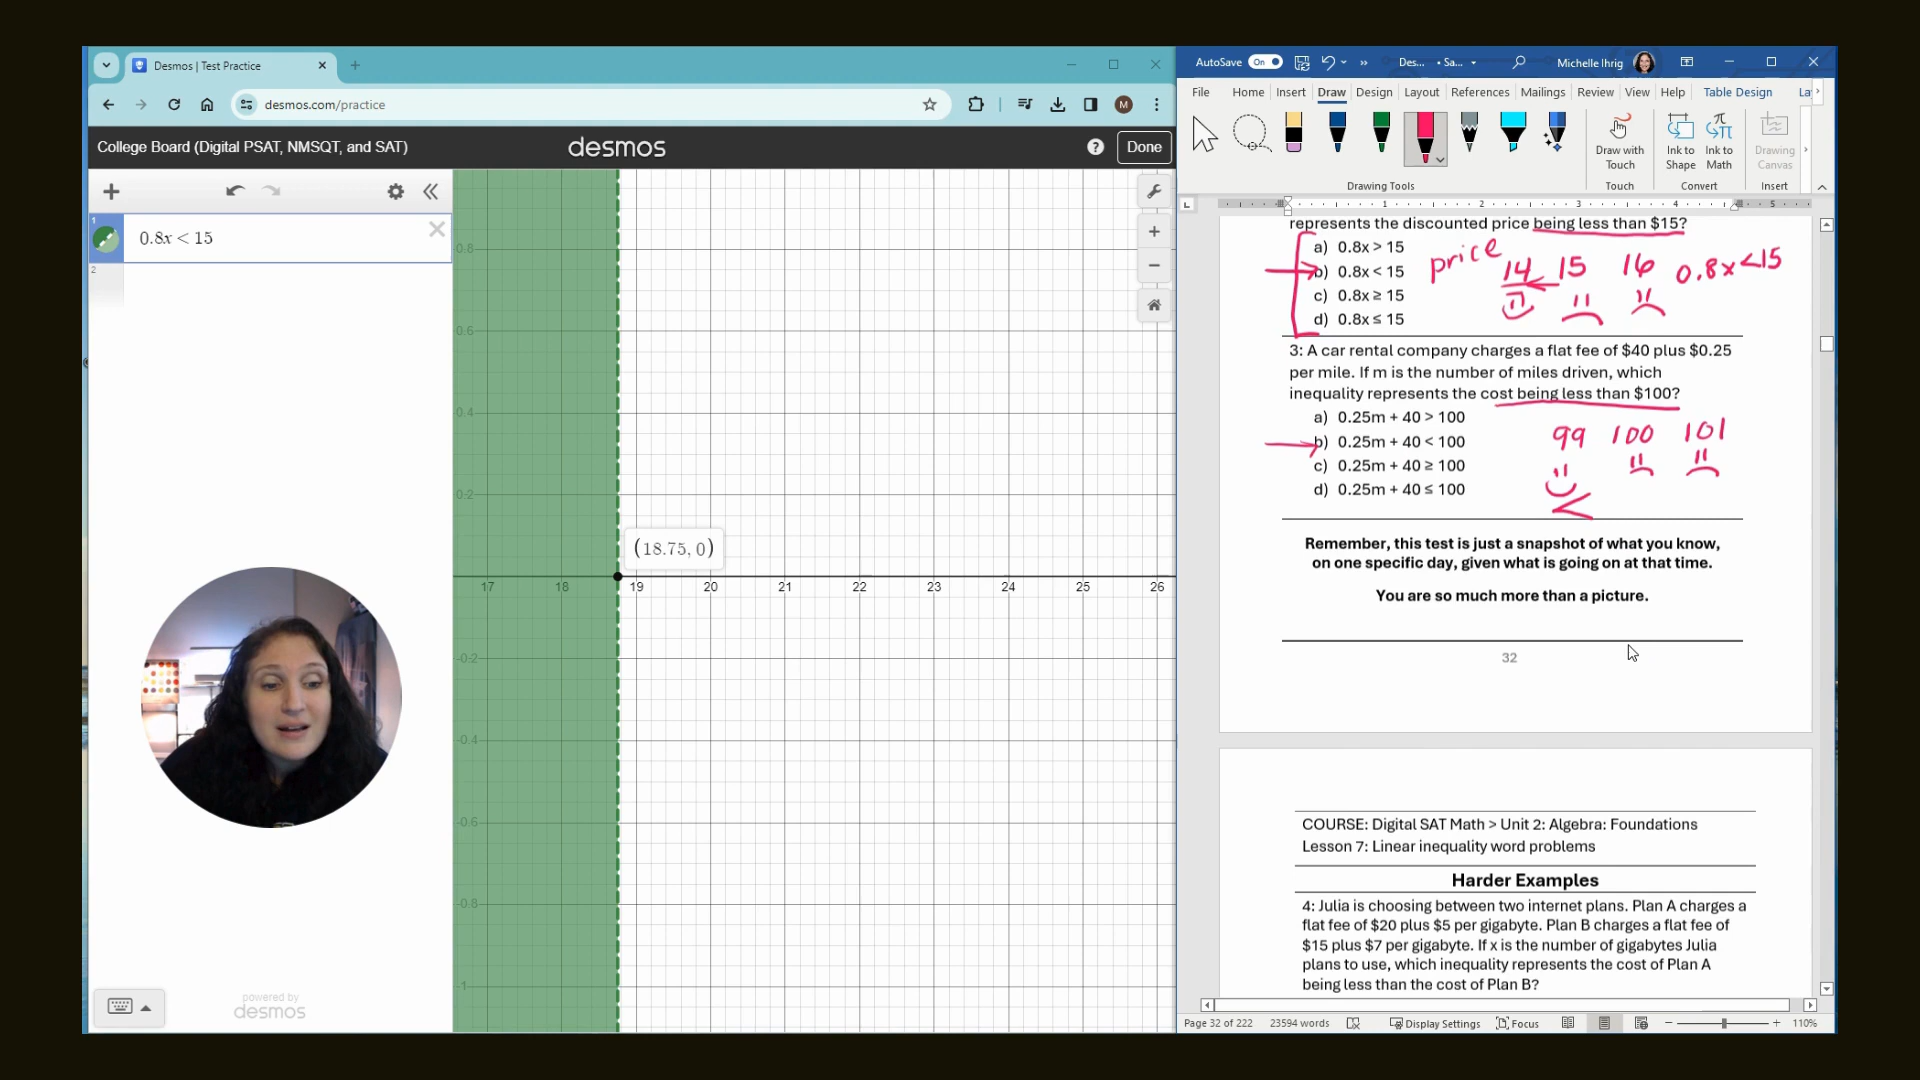 Desmos | Test Practice
desmos.com/practice
M
College Board (Digital PSAT, NMSQT, and SAT)
desmos
Done
1
0.8x < 15
2
0.8
0.6
0.4
0.2
(18.75, 0)
17 18 19 20 21 22 23 24 25 26
-0.2
-0.4
-0.6
-0.8
-1
powered by
desmos
AutoSave On Des... • Sa... Michelle Ihrig
File Home Insert Draw Design Layout References Mailings Review View Help Table Design La
Draw with Touch
Ink to Shape
Ink to Math
Drawing Canvas
Drawing Tools Touch Convert Insert
1 2 3 4 5
represents the discounted price being less than $15?
a) 0.8x > 15
b) 0.8x < 15
c) 0.8x ≥ 15
d) 0.8x ≤ 15
price 14 < 15 16 0.8x<15
3: A car rental company charges a flat fee of $40 plus $0.25
per mile. If m is the number of miles driven, which
inequality represents the cost being less than $100?
a) 0.25m + 40 > 100
b) 0.25m + 40 < 100
c) 0.25m + 40 ≥ 100
d) 0.25m + 40 ≤ 100
99 100 101
<
Remember, this test is just a snapshot of what you know,
on one specific day, given what is going on at that time.
You are so much more than a picture.
32
COURSE: Digital SAT Math > Unit 2: Algebra: Foundations
Lesson 7: Linear inequality word problems
Harder Examples
4: Julia is choosing between two internet plans. Plan A charges a
flat fee of $20 plus $5 per gigabyte. Plan B charges a flat fee of
$15 plus $7 per gigabyte. If x is the number of gigabytes Julia
plans to use, which inequality represents the cost of Plan A
being less than the cost of Plan B?
Page 32 of 222 23594 words Display Settings Focus 110%